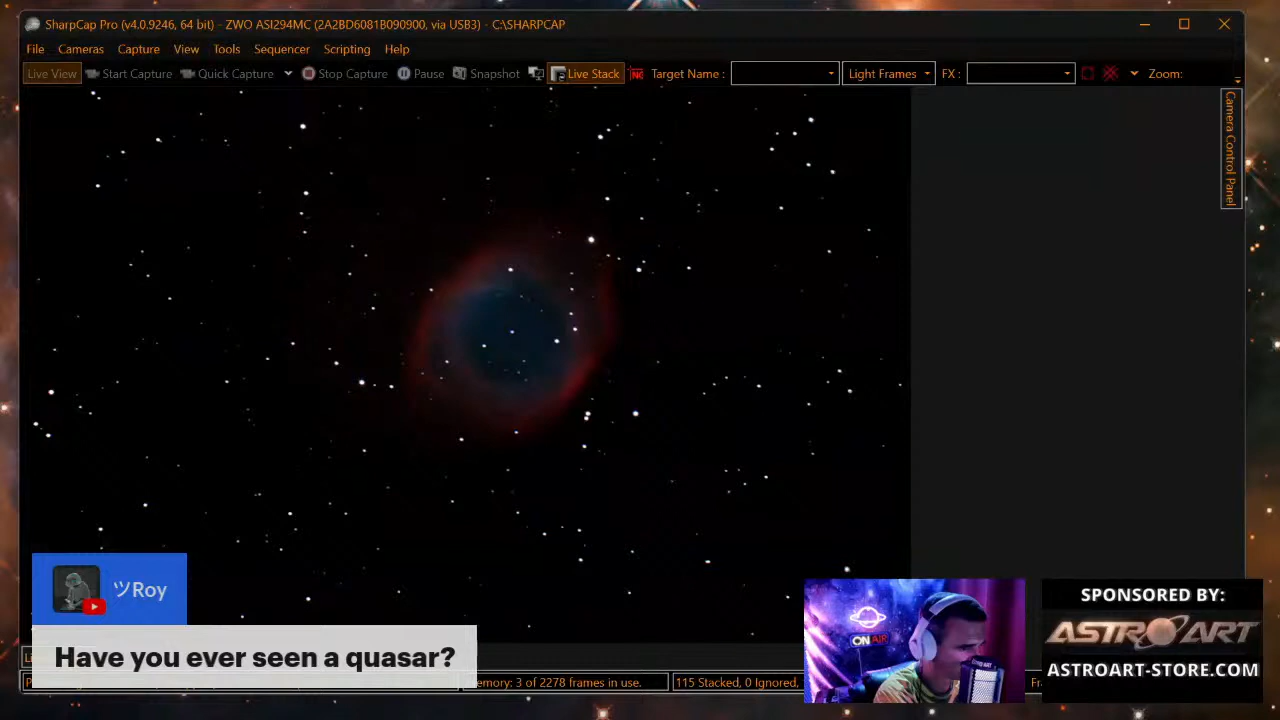 SharpCap Pro (v4.0.9246, 64 bit) - ZWO ASI294MC (2A2BD6081B090900, via USB3) - C:\SHARPCAP
File Cameras Capture View Tools Sequencer Scripting Help
Live View Start Capture Quick Capture Stop Capture Pause Snapshot Live Stack Target Name : Light Frames FX : Zoom:
Camera Control Panel
ツRoy
Have you ever seen a quasar?
ON AIR
SPONSORED BY:
ASTROART
ASTROART-STORE.COM
emory: 3 of 2278 frames in use.
115 Stacked, 0 Ignored,